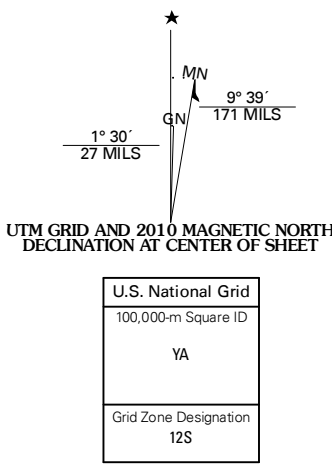 ★
MN
GN
9° 39´
171 MILS
1° 30´
27 MILS
UTM GRID AND 2010 MAGNETIC NORTH
DECLINATION AT CENTER OF SHEET
U.S. National Grid
100,000-m Square ID
YA
Grid Zone Designation
12S